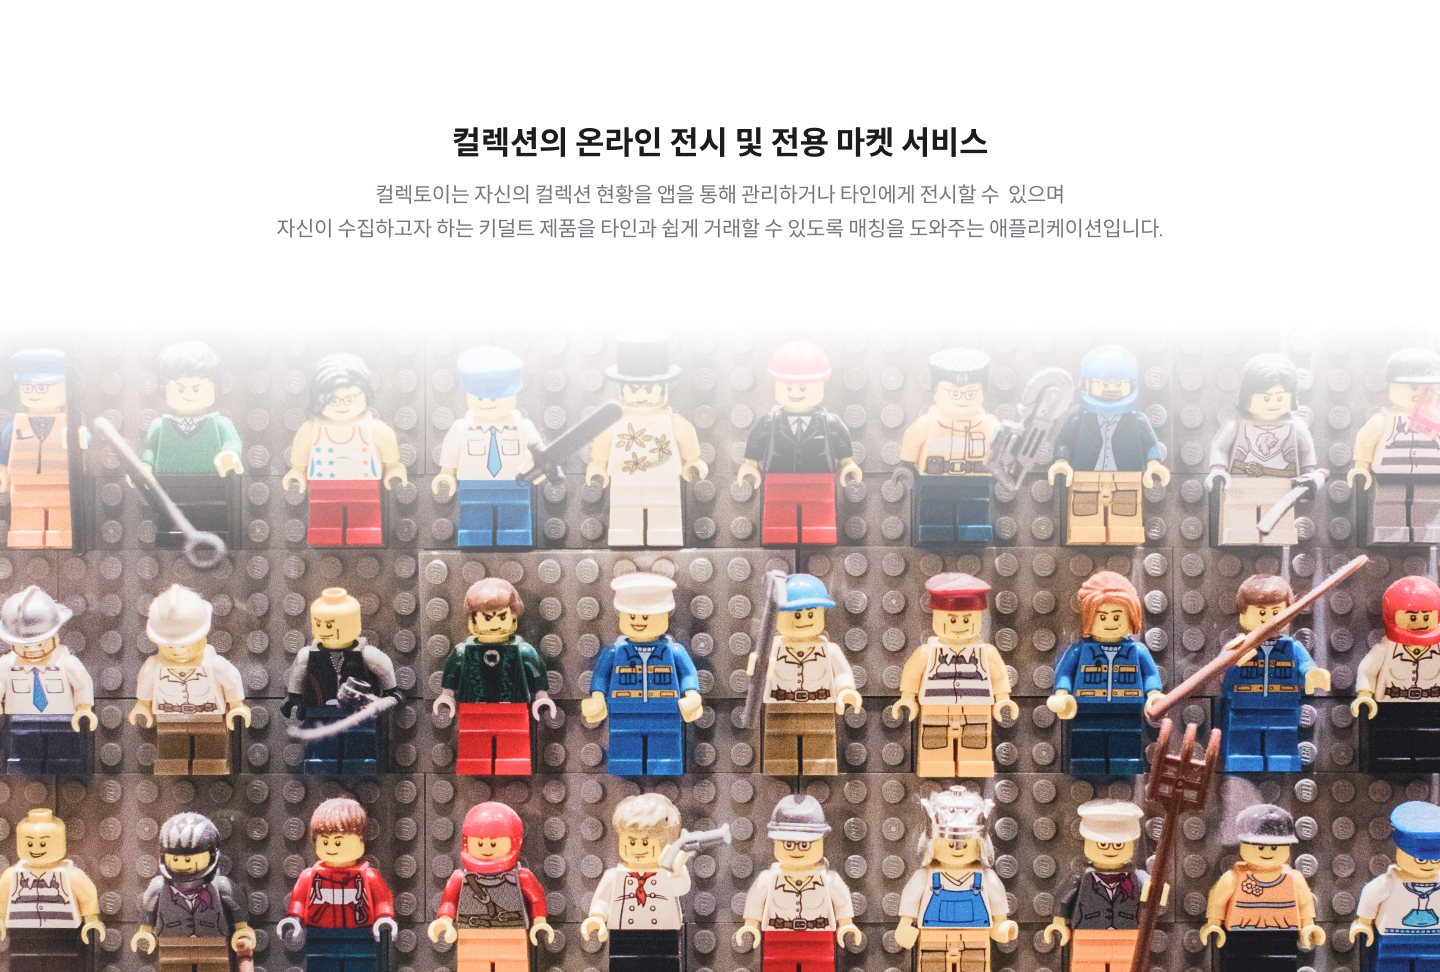 컬렉션의 온라인 전시 및 전용 마켓 서비스
컬렉토이는 자신의 컬렉션 현황을 앱을 통해 관리하거나 타인에게 전시할 수 있으며
자신이 수집하고자 하는 키덜트 제품을 타인과 쉽게 거래할 수 있도록 매칭을 도와주는 애플리케이션입니다.